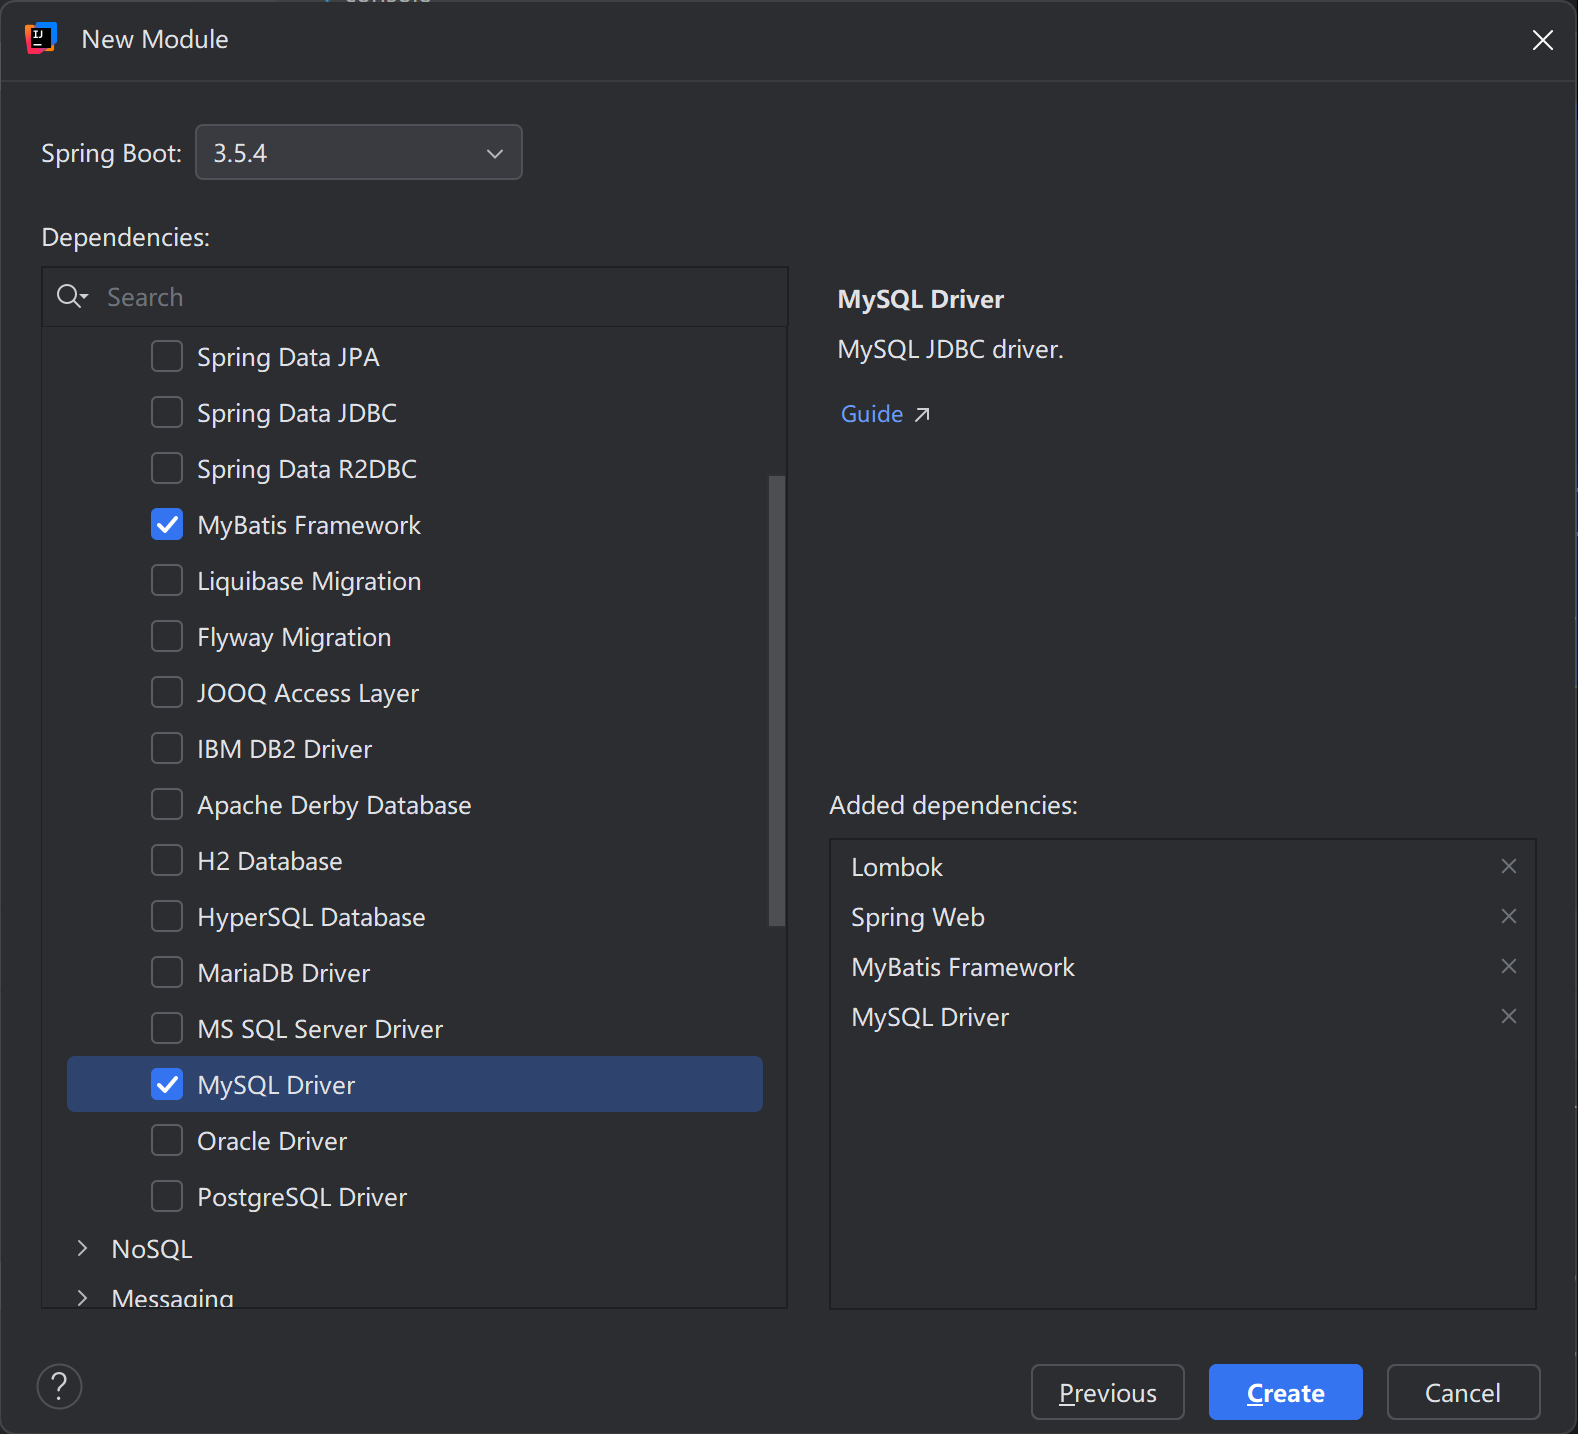 New Module
Spring Boot: 3.5.4
Dependencies:
Search
Spring Data JPA
Spring Data JDBC
Spring Data R2DBC
MyBatis Framework
Liquibase Migration
Flyway Migration
JOOQ Access Layer
IBM DB2 Driver
Apache Derby Database
H2 Database
HyperSQL Database
MariaDB Driver
MS SQL Server Driver
MySQL Driver
Oracle Driver
PostgreSQL Driver
NoSQL
Messaging
MySQL Driver
MySQL JDBC driver.
Guide ↗
Added dependencies:
Lombok
Spring Web
MyBatis Framework
MySQL Driver
?
Previous
Create
Cancel